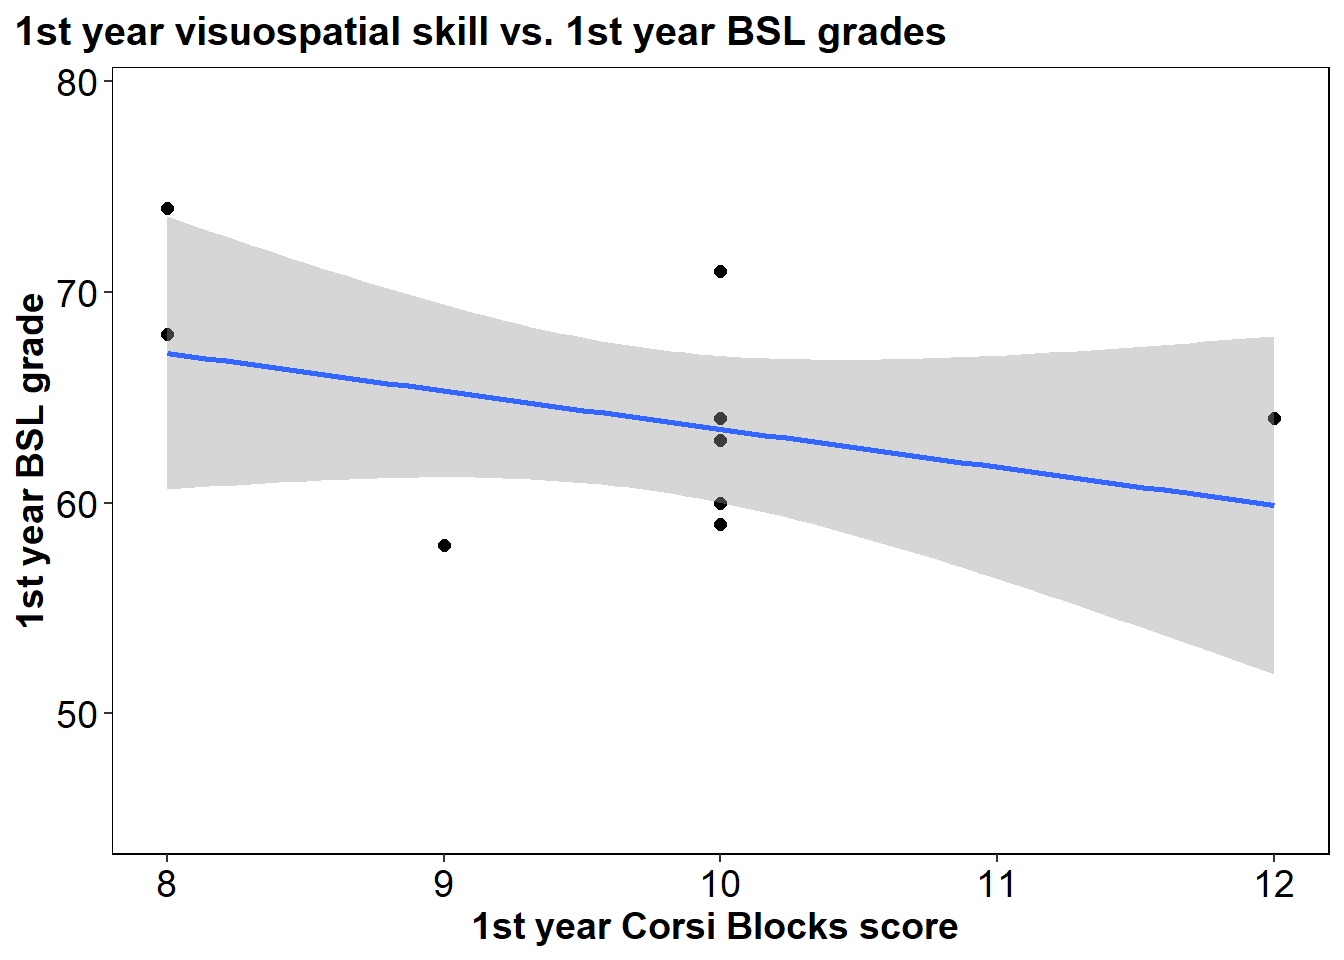 1st year visuospatial skill vs. 1st year BSL grades
80
70
60
50
1st year BSL grade
8 9 10 11 12
1st year Corsi Blocks score